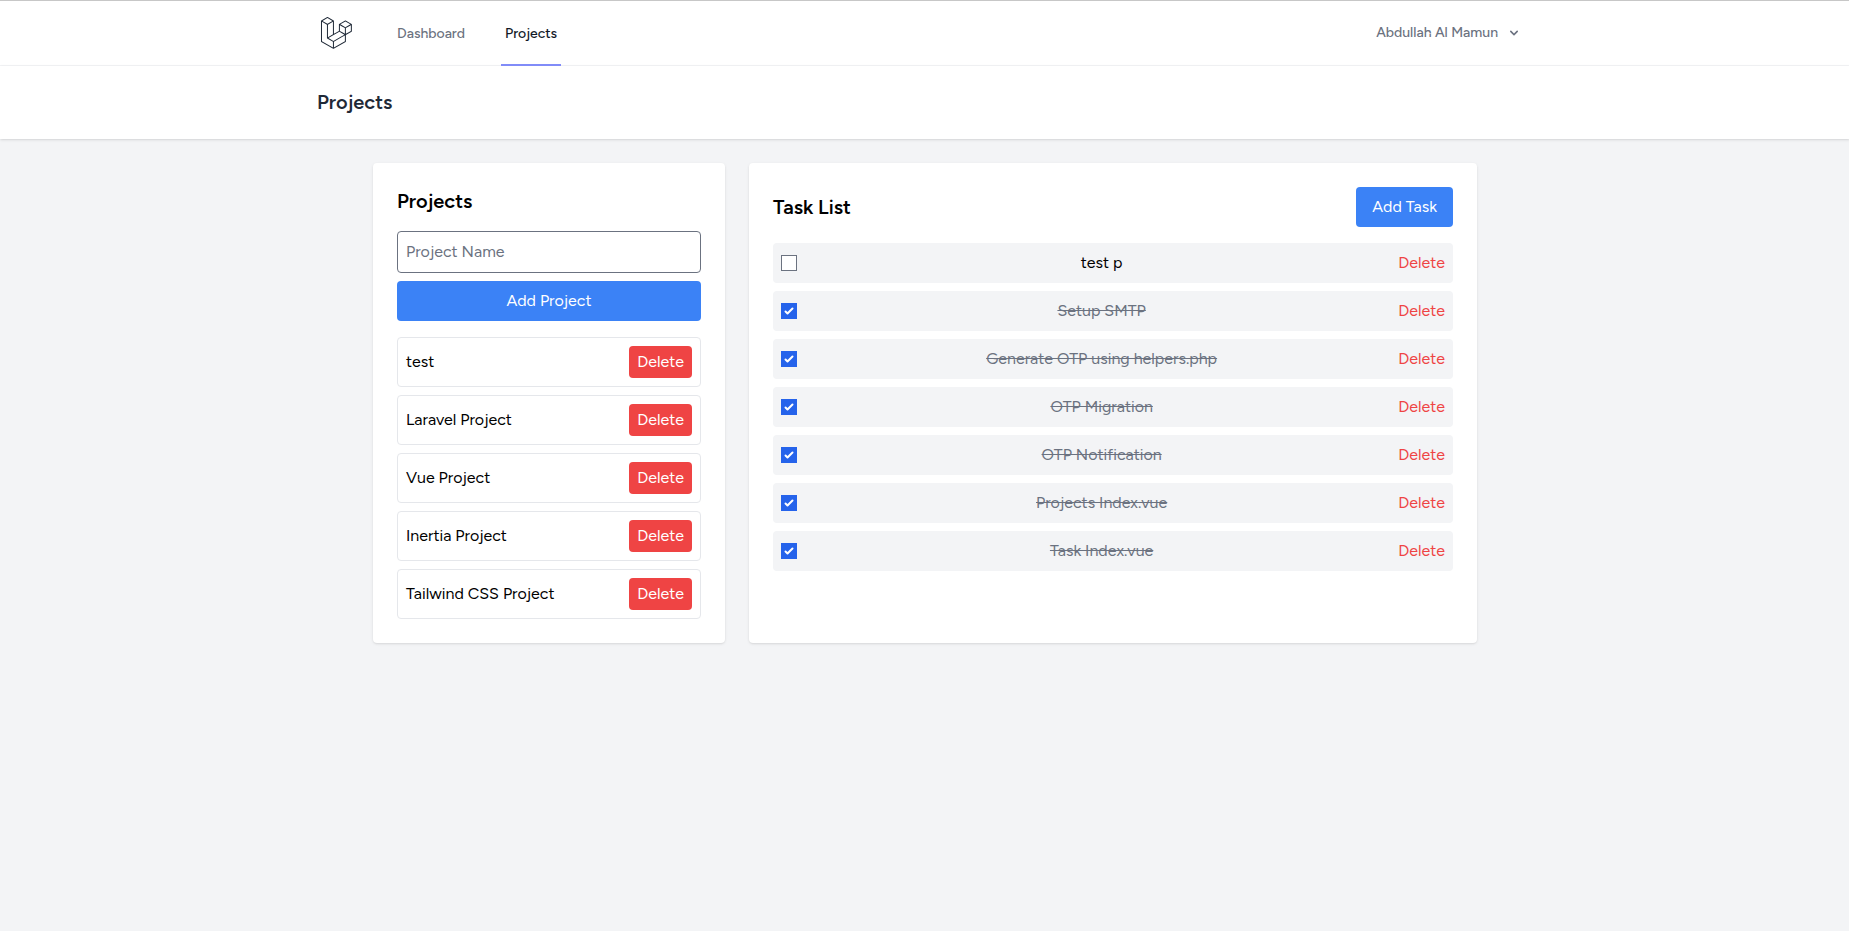 Dashboard
Projects
Abdullah Al Mamun
Projects
Projects
Project Name
Add Project
test Delete
Laravel Project Delete
Vue Project Delete
Inertia Project Delete
Tailwind CSS Project Delete
Task List
Add Task
test p Delete
Setup SMTP Delete
Generate OTP using helpers.php Delete
OTP Migration Delete
OTP Notification Delete
Projects Index.vue Delete
Task Index.vue Delete